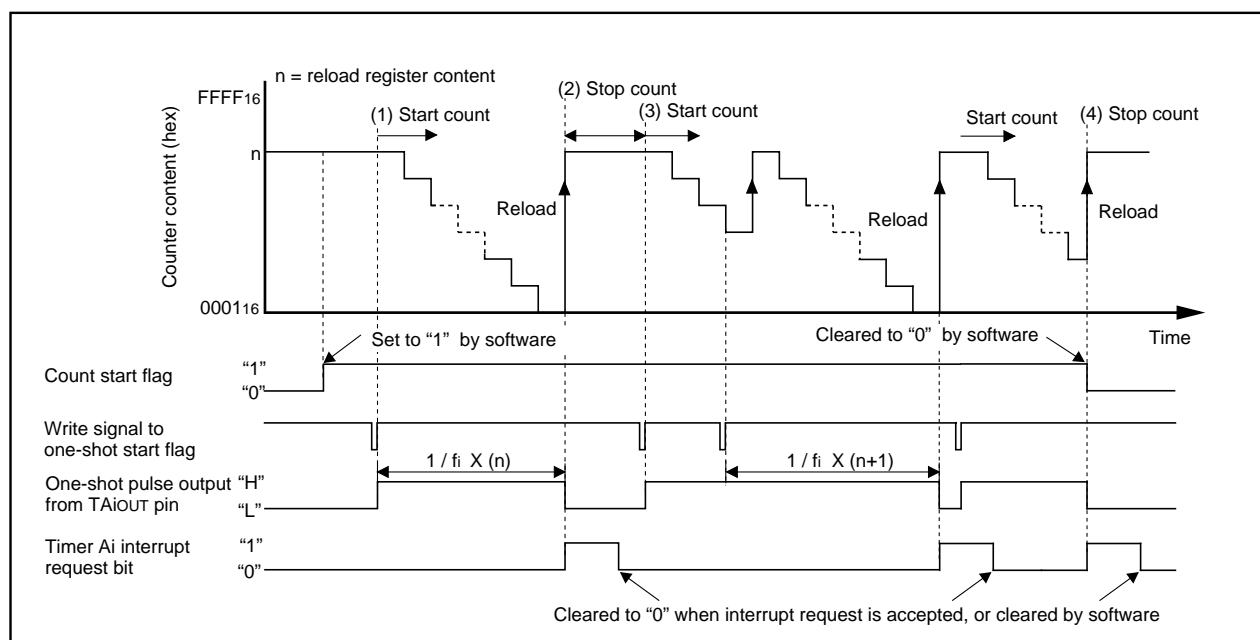 n = reload register content
FFFF16
(1) Start count
(2) Stop count
(3) Start count
Start count
(4) Stop count
n
Counter content (hex)
Reload
Reload
Reload
000116
Time
Set to “1” by software
Cleared to “0” by software
Count start flag
“1”
“0”
Write signal to
one-shot start flag
1 / fi X (n)
1 / fi X (n+1)
One-shot pulse output
from TAiOUT pin
“H”
“L”
Timer Ai interrupt
request bit
“1”
“0”
Cleared to “0” when interrupt request is accepted, or cleared by software